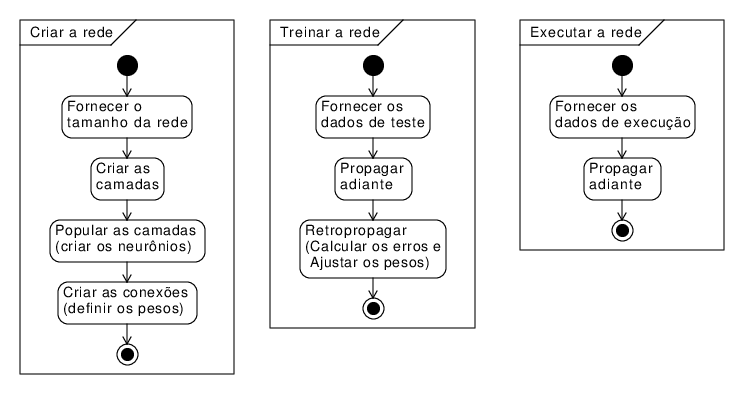 Criar a rede
Fornecer o
tamanho da rede
Criar as
camadas
Popular as camadas
(criar os neurônios)
Criar as conexões
(definir os pesos)
Treinar a rede
Fornecer os
dados de teste
Propagar
adiante
Retropropagar
(Calcular os erros e
Ajustar os pesos)
Executar a rede
Fornecer os
dados de execução
Propagar
adiante